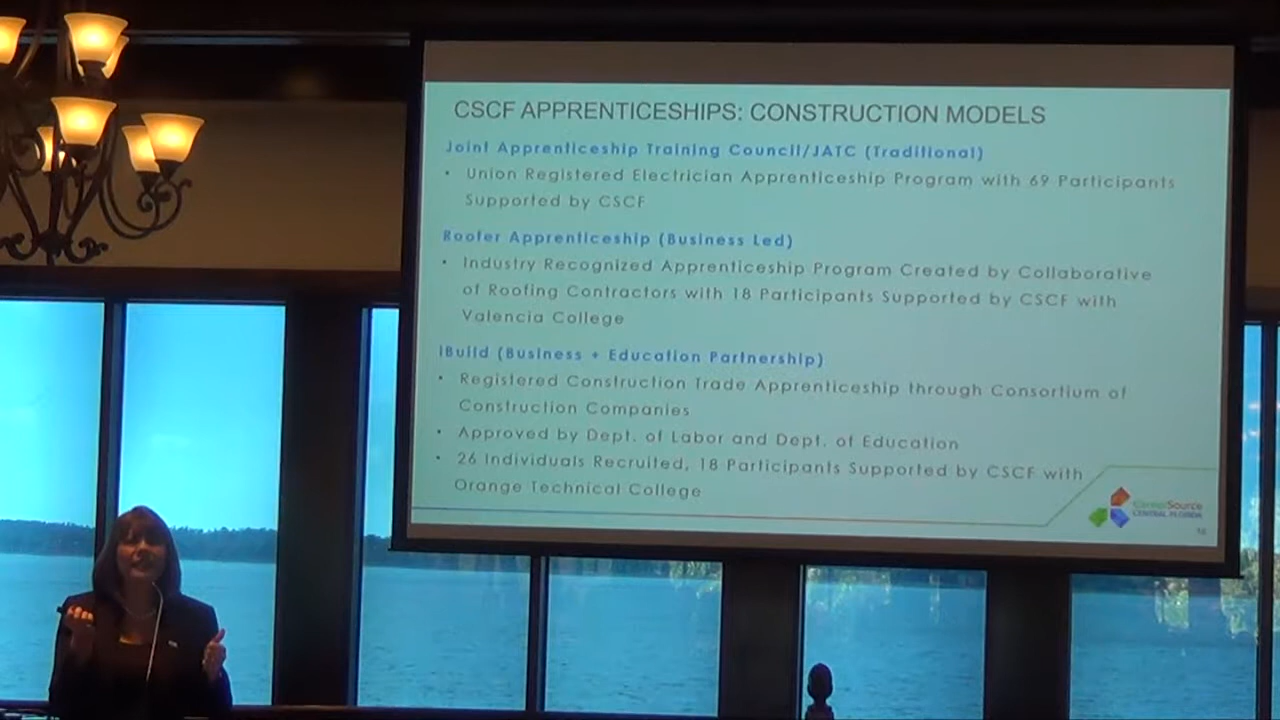 CSCF APPRENTICESHIPS: CONSTRUCTION MODELS
Joint Apprenticeship Training Council/JATC (Traditional)
• Union Registered Electrician Apprenticeship Program with 69 Participants
Supported by CSCF
Roofer Apprenticeship (Business Led)
• Industry Recognized Apprenticeship Program Created by Collaborative
of Roofing Contractors with 18 Participants Supported by CSCF with
Valencia College
iBuild (Business + Education Partnership)
• Registered Construction Trade Apprenticeship through Consortium of
Construction Companies
• Approved by Dept. of Labor and Dept. of Education
• 26 Individuals Recruited, 18 Participants Supported by CSCF with
Orange Technical College
CareerSource
CENTRAL FLORIDA